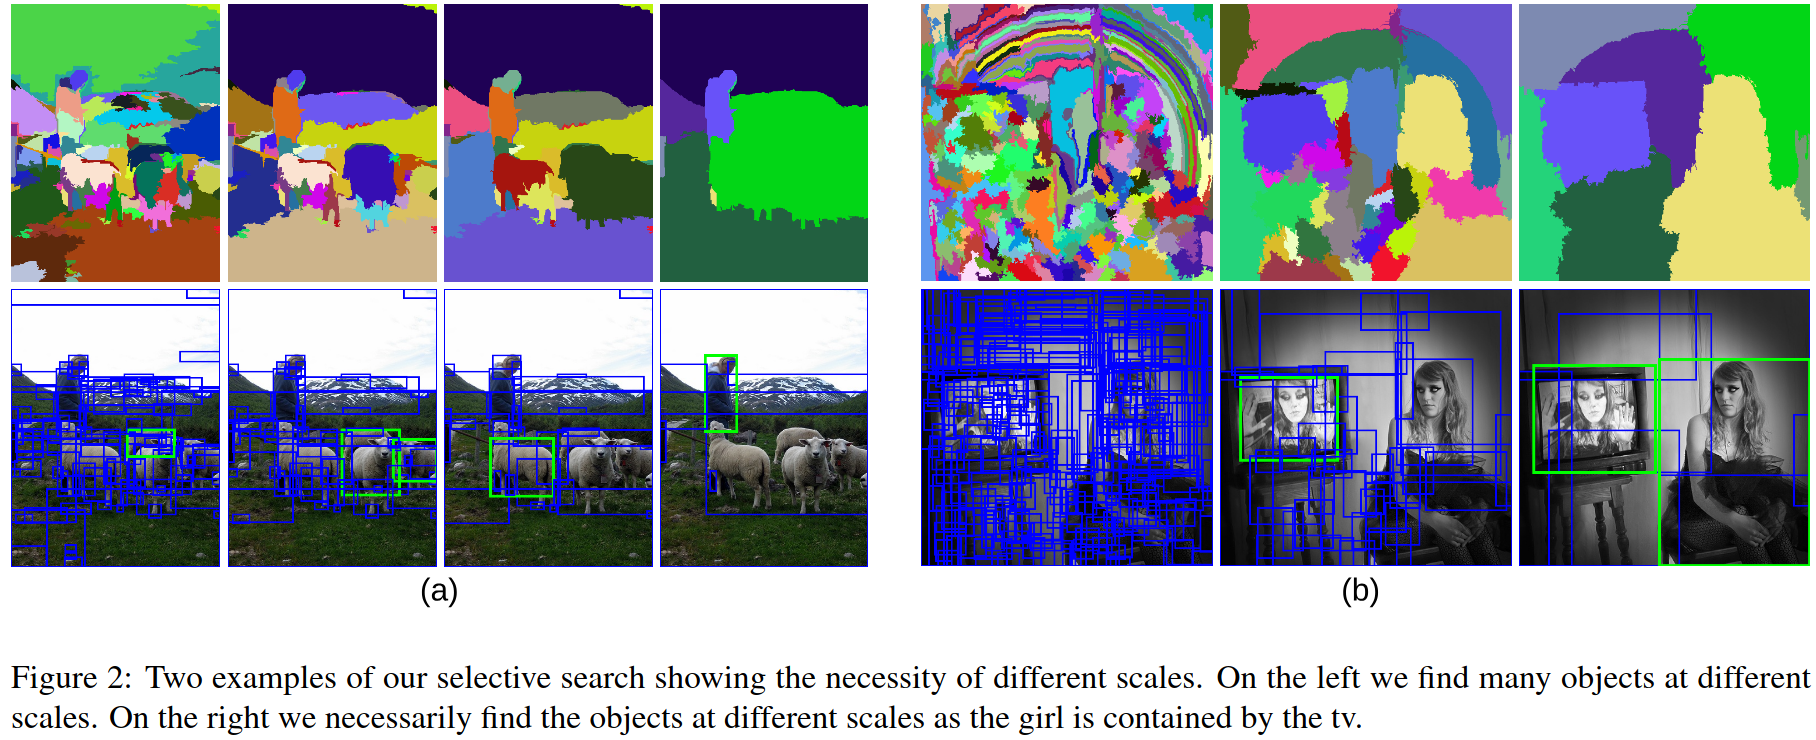 (a)
(b)
Figure 2: Two examples of our selective search showing the necessity of different scales. On the left we find many objects at different
scales. On the right we necessarily find the objects at different scales as the girl is contained by the tv.